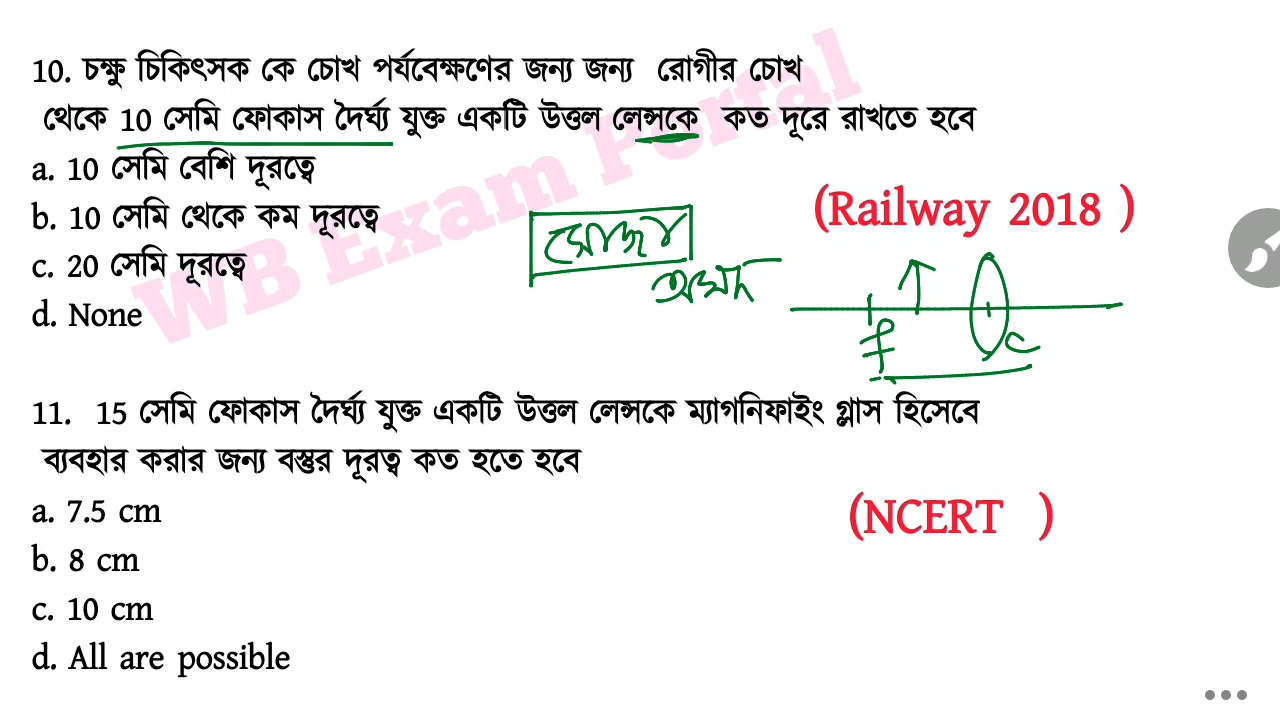 10. চক্ষু চিকিৎসক কে চোখ পর্যবেক্ষণের জন্য জন্য রোগীর চোখ
থেকে 10 সেমি ফোকাস দৈর্ঘ্য যুক্ত একটি উত্তল লেন্সকে কত দূরে রাখতে হবে
a. 10 সেমি বেশি দূরত্বে
b. 10 সেমি থেকে কম দূরত্বে
c. 20 সেমি দূরত্বে
d. None
(Railway 2018 )
সোজা
অসদ
f
c
WB Exam Portal
11. 15 সেমি ফোকাস দৈর্ঘ্য যুক্ত একটি উত্তল লেন্সকে ম্যাগনিফাইং গ্লাস হিসেবে
ব্যবহার করার জন্য বস্তুর দূরত্ব কত হতে হবে
a. 7.5 cm
b. 8 cm
c. 10 cm
d. All are possible
(NCERT )